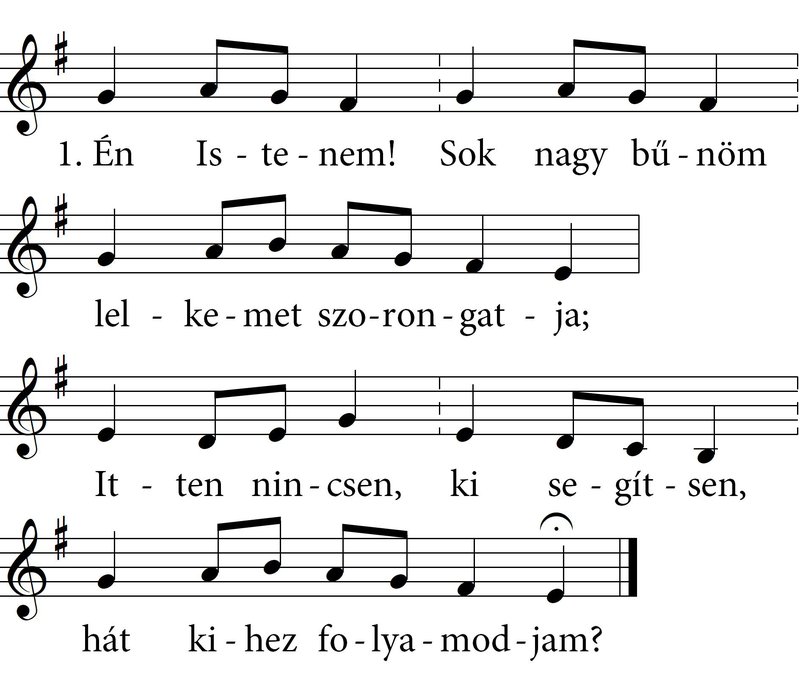 1. Én Is - te - nem! Sok nagy bű - nöm
lel - ke - met szo - ron - gat - ja;
It - ten nin - csen, ki se - gít - sen,
hát ki - hez fo - lya - mod - jam?